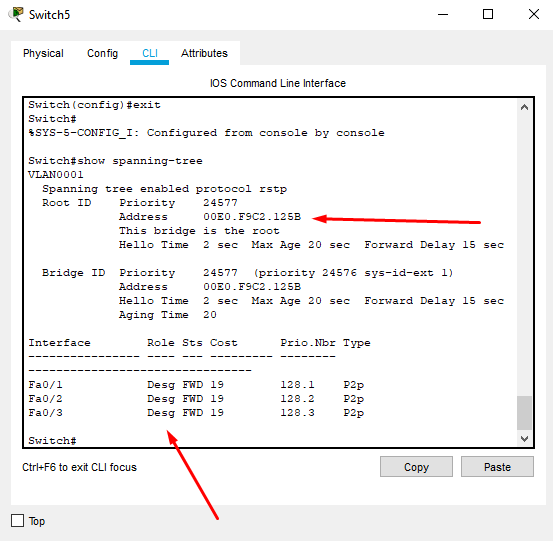 Switch5
Physical Config CLI Attributes
IOS Command Line Interface
Switch(config)#exit
Switch#
%SYS-5-CONFIG_I: Configured from console by console
Switch#show spanning-tree
VLAN0001
Spanning tree enabled protocol rstp
Root ID Priority 24577
Address 00E0.F9C2.125B
This bridge is the root
Hello Time 2 sec Max Age 20 sec Forward Delay 15 sec
Bridge ID Priority 24577 (priority 24576 sys-id-ext 1)
Address 00E0.F9C2.125B
Hello Time 2 sec Max Age 20 sec Forward Delay 15 sec
Aging Time 20
Interface Role Sts Cost Prio.Nbr Type
---------------- ---- --- --------- --------
--------------------------------
Fa0/1 Desg FWD 19 128.1 P2p
Fa0/2 Desg FWD 19 128.2 P2p
Fa0/3 Desg FWD 19 128.3 P2p
Switch#
Ctrl+F6 to exit CLI focus
Copy Paste
Top